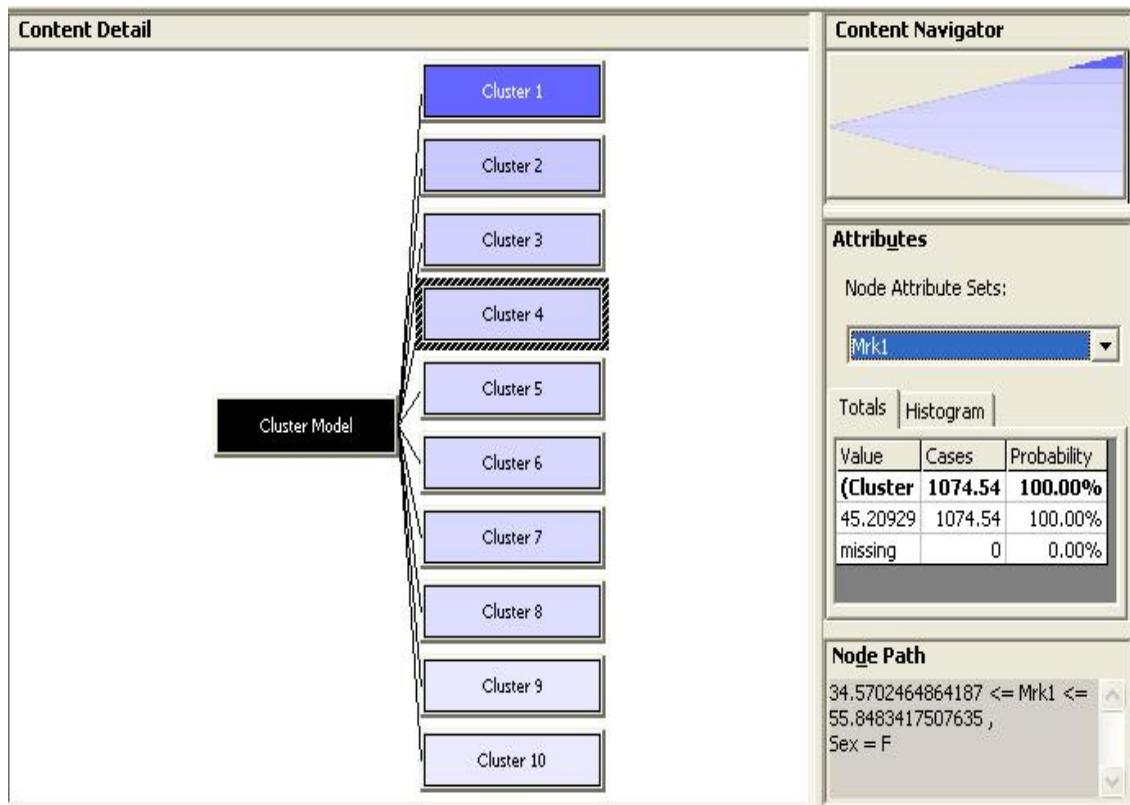 Content Detail
Cluster 1
Cluster 2
Cluster 3
Cluster 4
Cluster Model
Cluster 5
Cluster 6
Cluster 7
Cluster 8
Cluster 9
Cluster 10
Content Navigator
Attributes
Node Attribute Sets:
Mrk1
Totals Histogram
Value Cases Probability
(Cluster 1074.54 100.00%
45.20929 1074.54 100.00%
missing 0 0.00%
Node Path
34.5702464864187 <= Mrk1 <=
55.8483417507635 ,
Sex = F